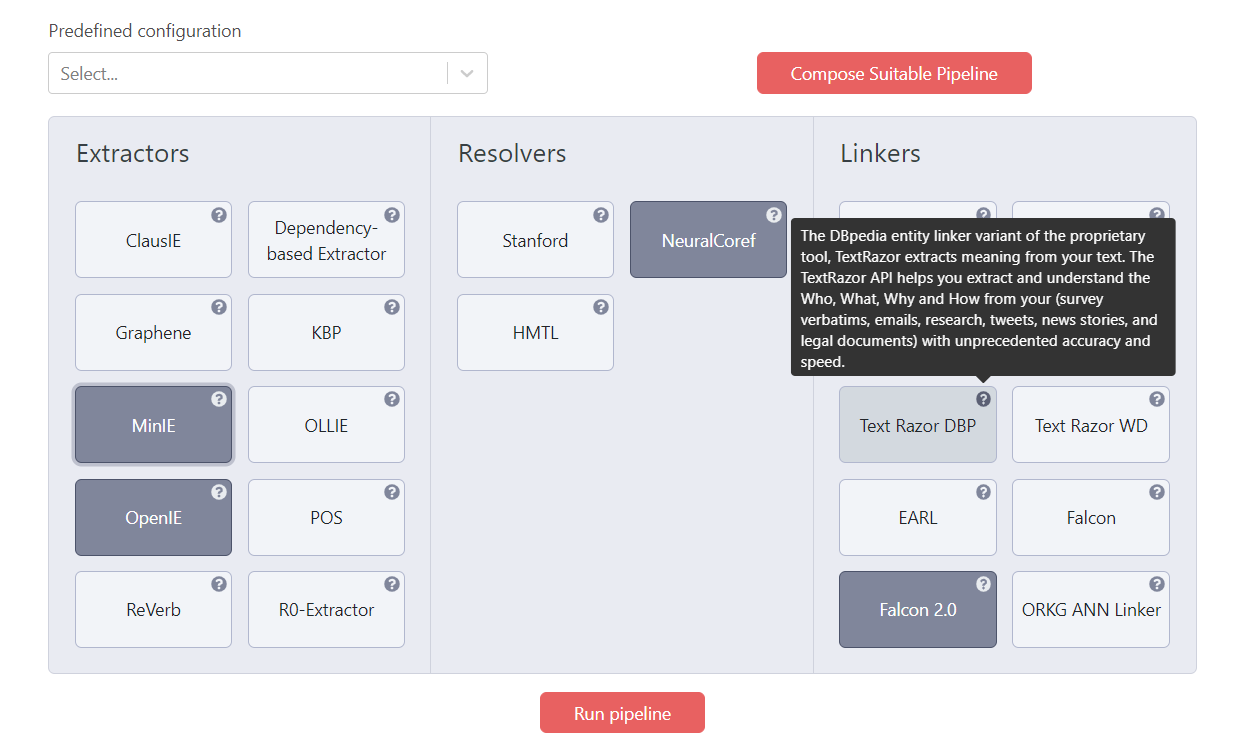 Predefined configuration
Select...
Compose Suitable Pipeline
Extractors
ClausIE
Dependency-
based Extractor
Graphene
KBP
MinIE
OLLIE
OpenIE
POS
ReVerb
R0-Extractor
Resolvers
Stanford
NeuralCoref
HMTL
Linkers
The DBpedia entity linker variant of the proprietary
tool, TextRazor extracts meaning from your text. The
TextRazor API helps you extract and understand the
Who, What, Why and How from your (survey
verbatims, emails, research, tweets, news stories, and
legal documents) with unprecedented accuracy and
speed.
Text Razor DBP
Text Razor WD
EARL
Falcon
Falcon 2.0
ORKG ANN Linker
Run pipeline